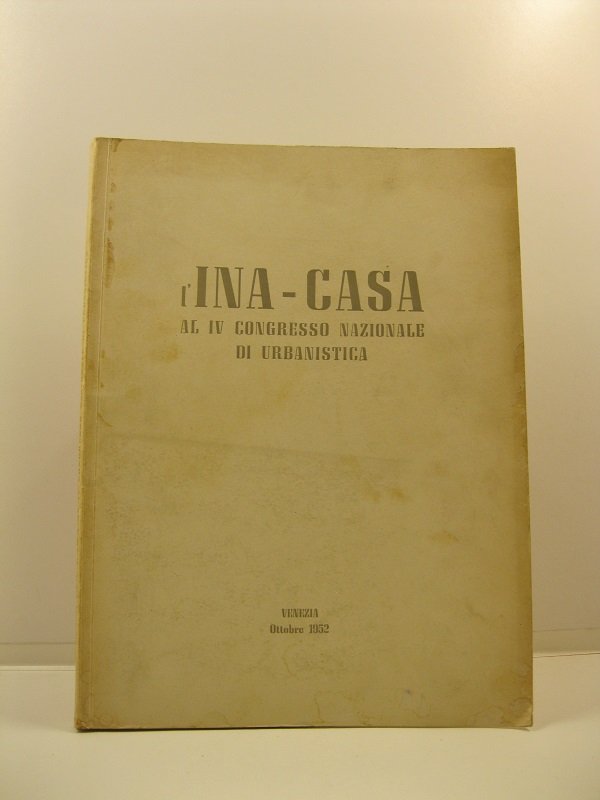 l'INA - CASA
AL IV CONGRESSO NAZIONALE
DI URBANISTICA
VENEZIA
Ottobre 1952